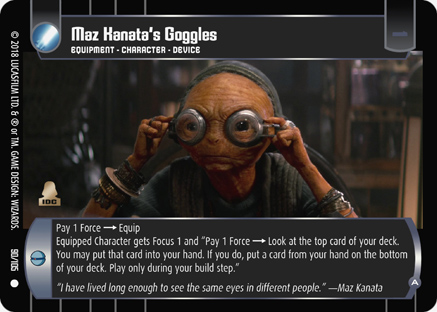 Maz Kanata's Goggles
EQUIPMENT - CHARACTER - DEVICE
© 2018 LUCASFILM LTD. & ® or TM. GAME DESIGN: WIZARDS.
90/105
IDC
Pay 1 Force → Equip
Equipped Character gets Focus 1 and “Pay 1 Force → Look at the top card of your deck.
You may put that card into your hand. If you do, put a card from your hand on the bottom
of your deck. Play only during your build step.”
“I have lived long enough to see the same eyes in different people.” —Maz Kanata
A